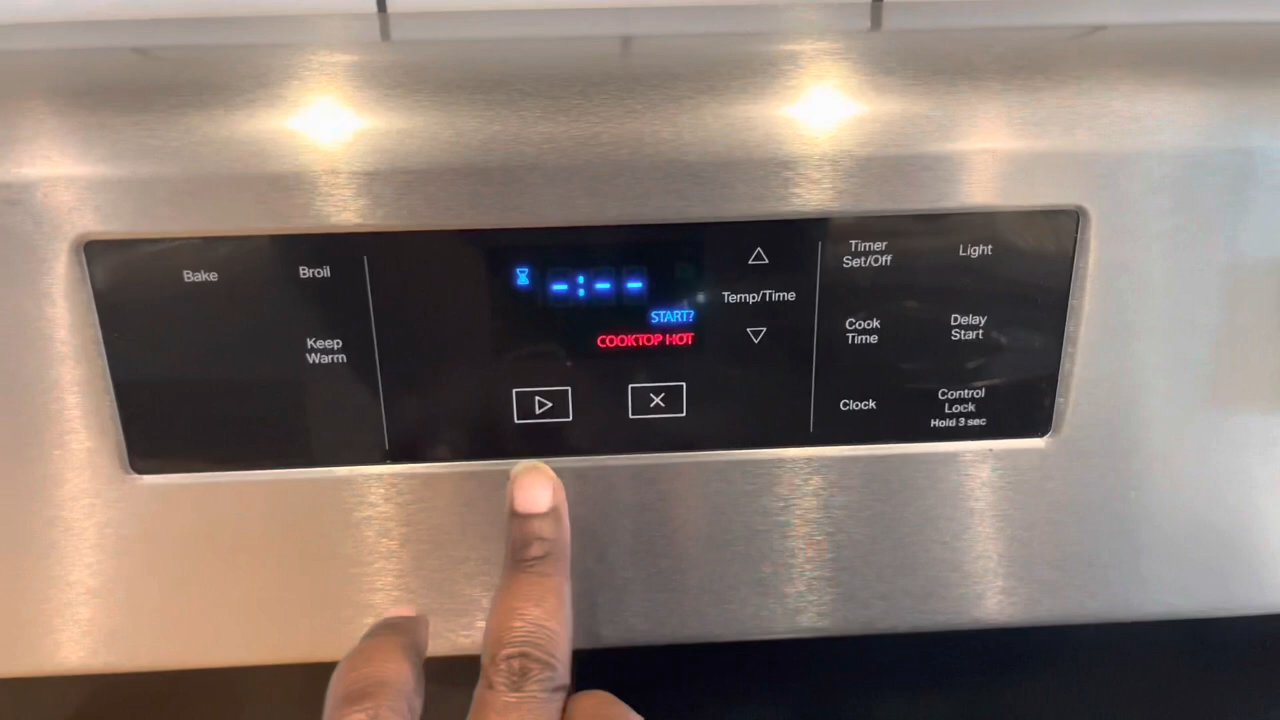 Bake
Broil
Keep
Warm
-:--
START?
COOKTOP HOT
Temp/Time
Timer
Set/Off
Light
Cook
Time
Delay
Start
Clock
Control
Lock
Hold 3 sec